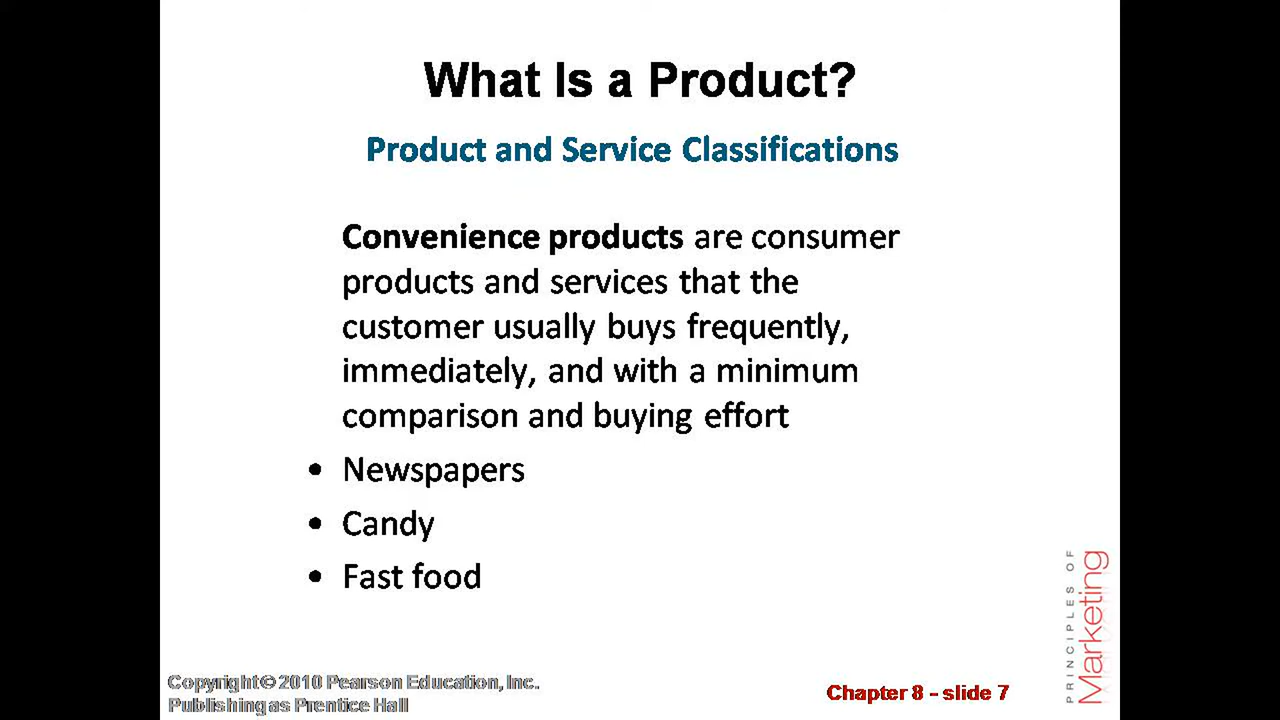 What Is a Product?
Product and Service Classifications
Convenience products are consumer
products and services that the
customer usually buys frequently,
immediately, and with a minimum
comparison and buying effort
• Newspapers
• Candy
• Fast food
PRINCIPLES OF
Marketing
Copyright © 2010 Pearson Education, Inc.
Publishing as Prentice Hall
Chapter 8 - slide 7